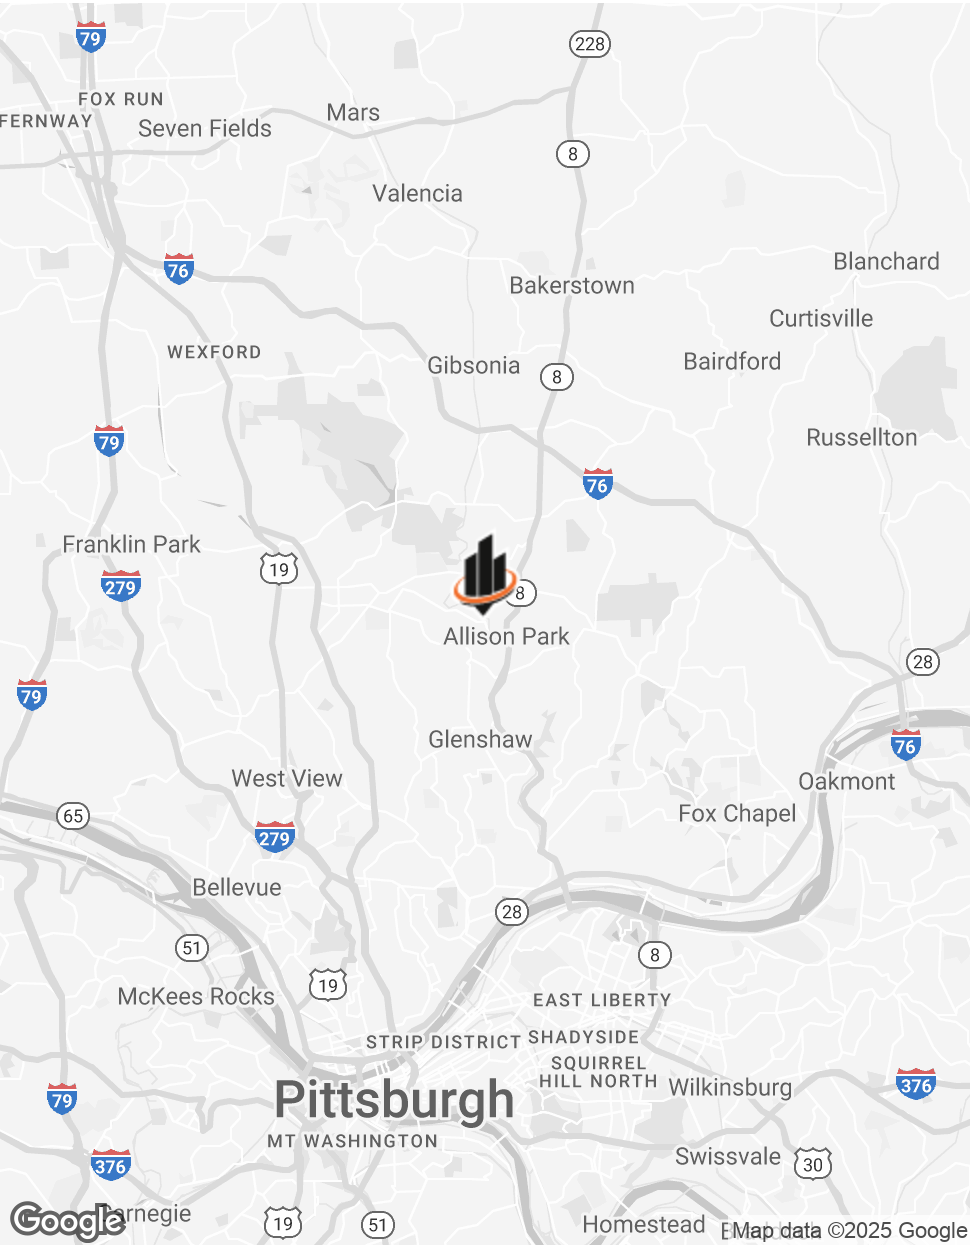 79
228
FOX RUN
FERNWAY
Mars
Seven Fields
8
Valencia
Blanchard
76
Bakerstown
Curtisville
WEXFORD
Gibsonia
Bairdford
8
79
Russellton
76
Franklin Park
19
279
8
Allison Park
28
79
Glenshaw
76
West View
Oakmont
65
Fox Chapel
279
Bellevue
28
51
8
19
McKees Rocks
EAST LIBERTY
STRIP DISTRICT
SHADYSIDE
SQUIRREL
HILL NORTH
Pittsburgh
Wilkinsburg
376
79
MT WASHINGTON
376
Swissvale
30
Google
arnegie
19
51
Homestead
Map data ©2025 Google